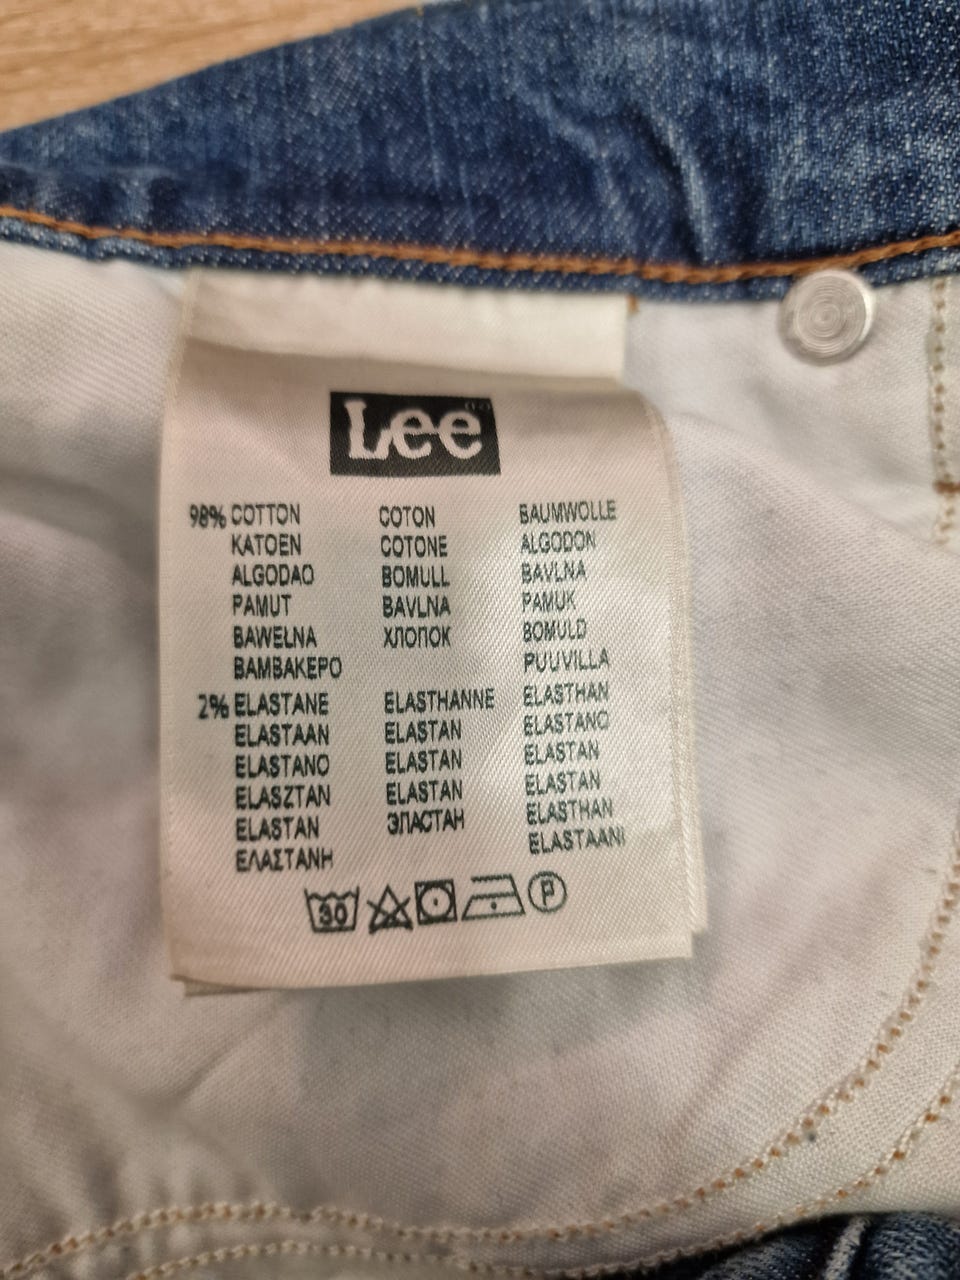 Lee
98% COTTON COTON BAUMWOLLE
KATOEN COTONE ALGODON
ALGODAO BOMULL BAVLNA
PAMUT BAVLNA PAMUK
BAWEŁNA ХЛОПОК BOMULD
ΒΑΜΒΑΚΕΡΟ PUUVILLA
2% ELASTANE ELASTHANNE ELASTHAN
ELASTAAN ELASTAN ELASTANO
ELASTANO ELASTAN ELASTAN
ELASZTAN ELASTAN ELASTAN
ELASTAN ЭЛАСТАН ELASTHAN
ΕΛΑΣΤΑΝΗ ELASTAANI
30 P